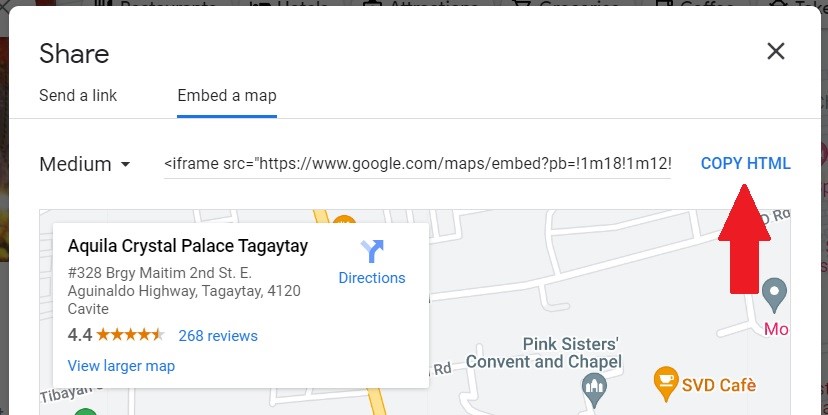 Restaurants Hotels Attractions Groceries Coffee Take
Share
Send a link Embed a map
Medium <iframe src="https://www.google.com/maps/embed?pb=!1m18!1m12! COPY HTML
Aquila Crystal Palace Tagaytay
Directions
#328 Brgy Maitim 2nd St. E.
Aguinaldo Highway, Tagaytay, 4120
Cavite
4.4 268 reviews
View larger map
Rd
Mo
Pink Sisters'
Convent and Chapel
Rd
SVD Cafè
Tibayan